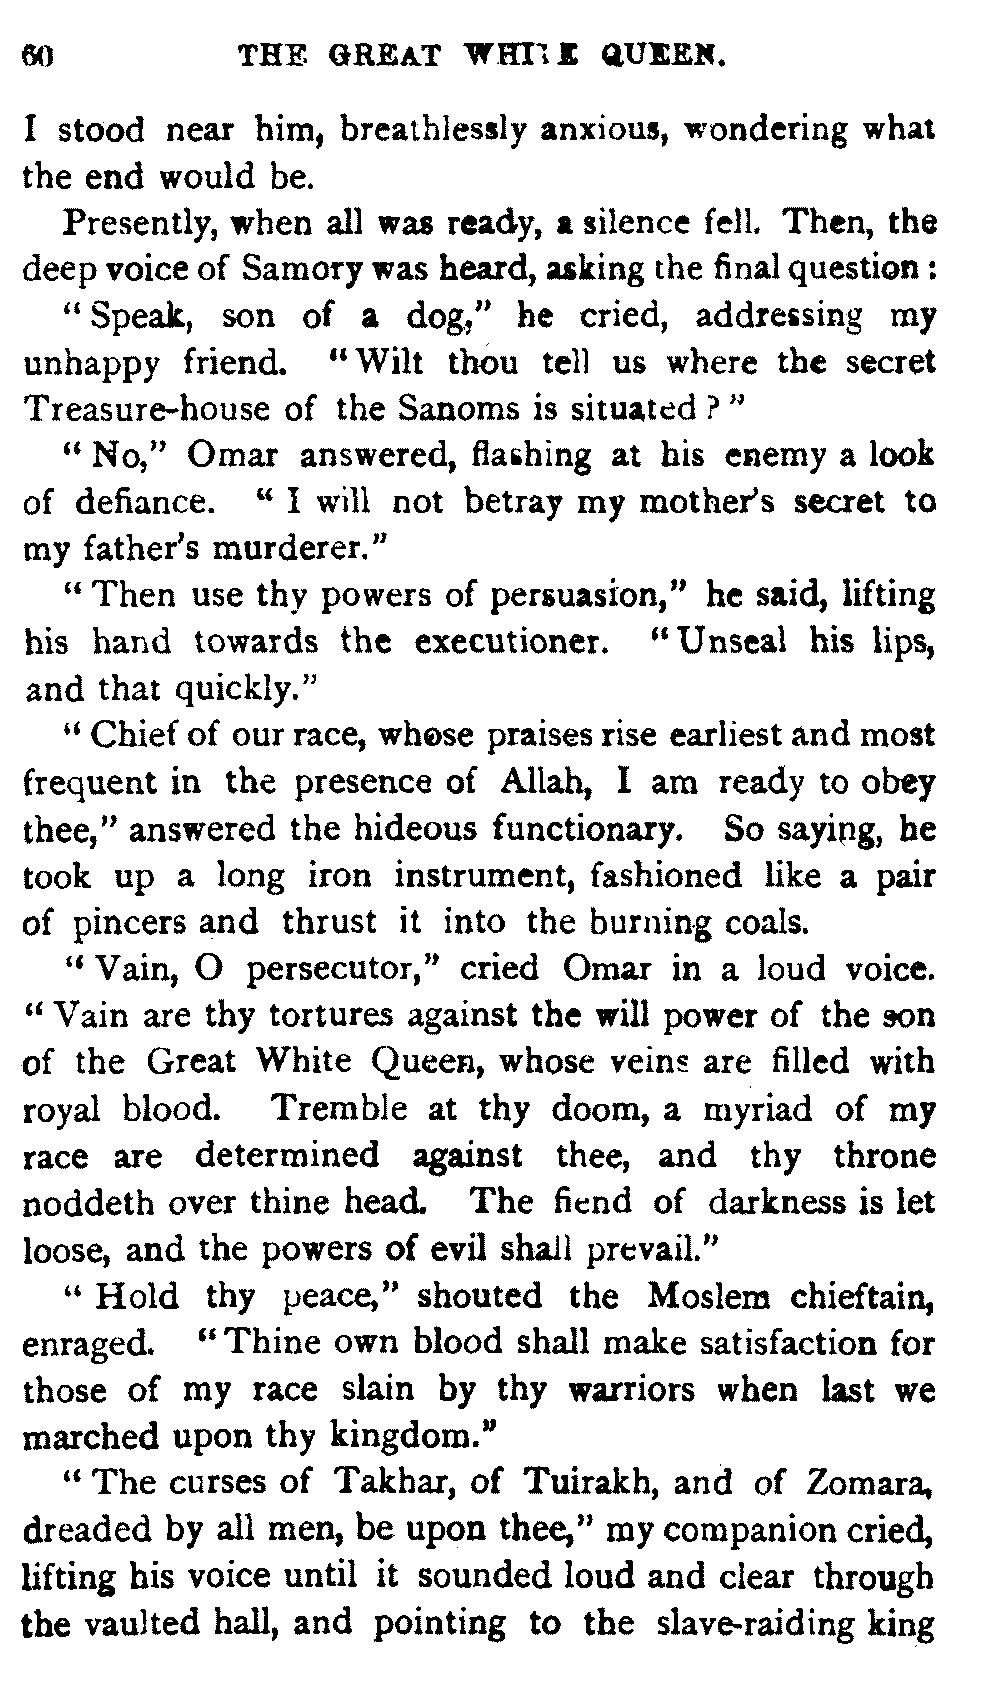 60 THE GREAT WHITE QUEEN.
I stood near him, breathlessly anxious, wondering what
the end would be.
Presently, when all was ready, a silence fell. Then, the
deep voice of Samory was heard, asking the final question :
“ Speak, son of a dog,” he cried, addressing my
unhappy friend. “ Wilt thou tell us where the secret
Treasure-house of the Sanoms is situated ? ”
“ No,” Omar answered, flashing at his enemy a look
of defiance. “ I will not betray my mother’s secret to
my father’s murderer.”
“ Then use thy powers of persuasion,” he said, lifting
his hand towards the executioner. “ Unseal his lips,
and that quickly.”
“ Chief of our race, whose praises rise earliest and most
frequent in the presence of Allah, I am ready to obey
thee,” answered the hideous functionary. So saying, he
took up a long iron instrument, fashioned like a pair
of pincers and thrust it into the burning coals.
“ Vain, O persecutor,” cried Omar in a loud voice.
“ Vain are thy tortures against the will power of the son
of the Great White Queen, whose veins are filled with
royal blood. Tremble at thy doom, a myriad of my
race are determined against thee, and thy throne
noddeth over thine head. The fiend of darkness is let
loose, and the powers of evil shall prevail.”
“ Hold thy peace,” shouted the Moslem chieftain,
enraged. “ Thine own blood shall make satisfaction for
those of my race slain by thy warriors when last we
marched upon thy kingdom.”
“ The curses of Takhar, of Tuirakh, and of Zomara,
dreaded by all men, be upon thee,” my companion cried,
lifting his voice until it sounded loud and clear through
the vaulted hall, and pointing to the slave-raiding king